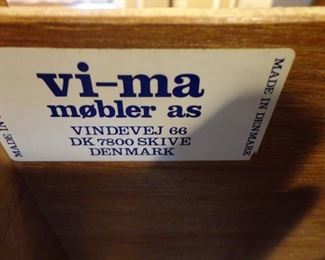 vi-ma
møbler as
VINDEVEJ 66
DK 7800 SKIVE
DENMARK
MADE IN DENMARK
MADE IN